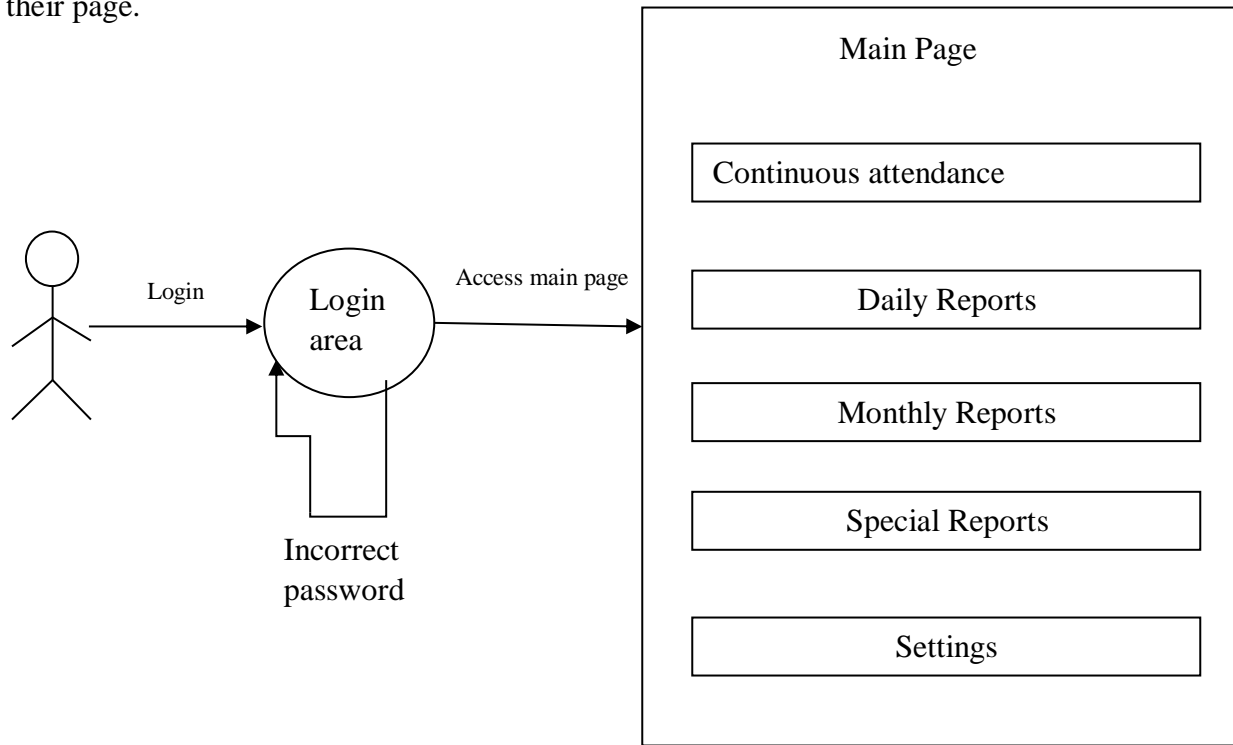 their page.
Main Page
Continuous attendance
Login
Login
area
Access main page
Daily Reports
Monthly Reports
Special Reports
Incorrect
password
Settings